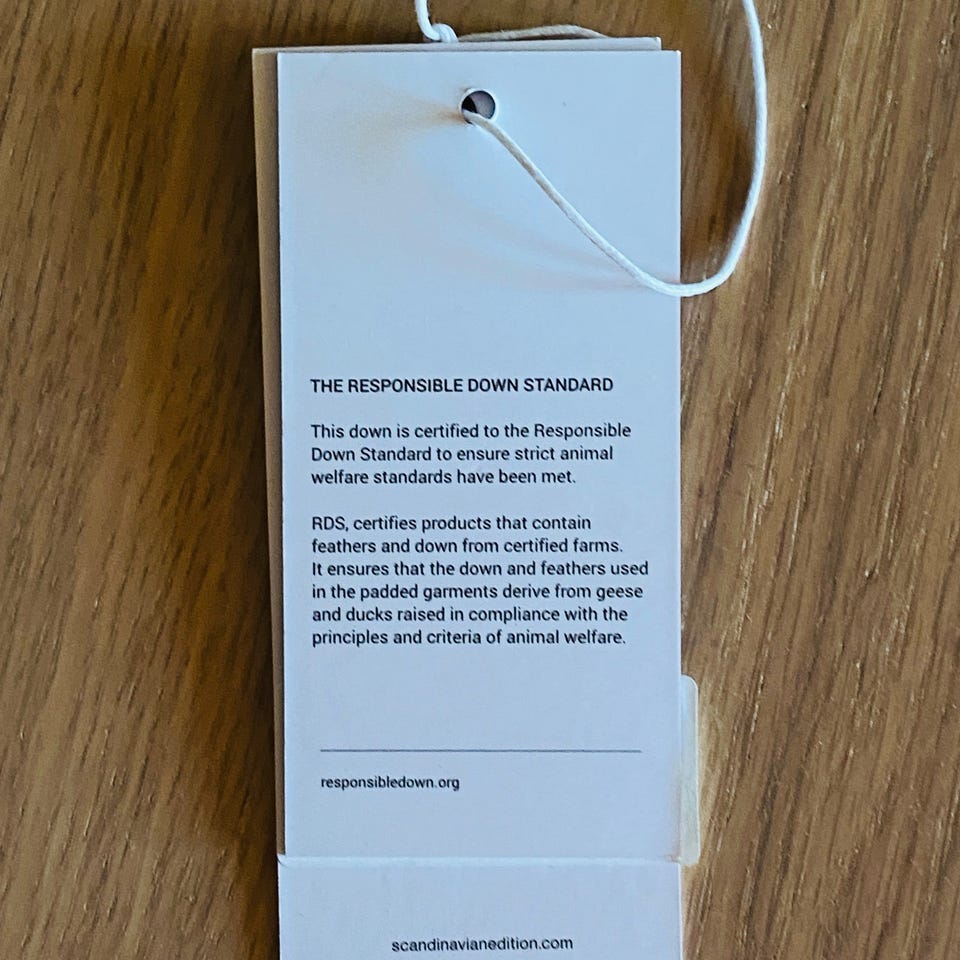 THE RESPONSIBLE DOWN STANDARD
This down is certified to the Responsible
Down Standard to ensure strict animal
welfare standards have been met.
RDS, certifies products that contain
feathers and down from certified farms.
It ensures that the down and feathers used
in the padded garments derive from geese
and ducks raised in compliance with the
principles and criteria of animal welfare.
responsibledown.org
scandinavianedition.com